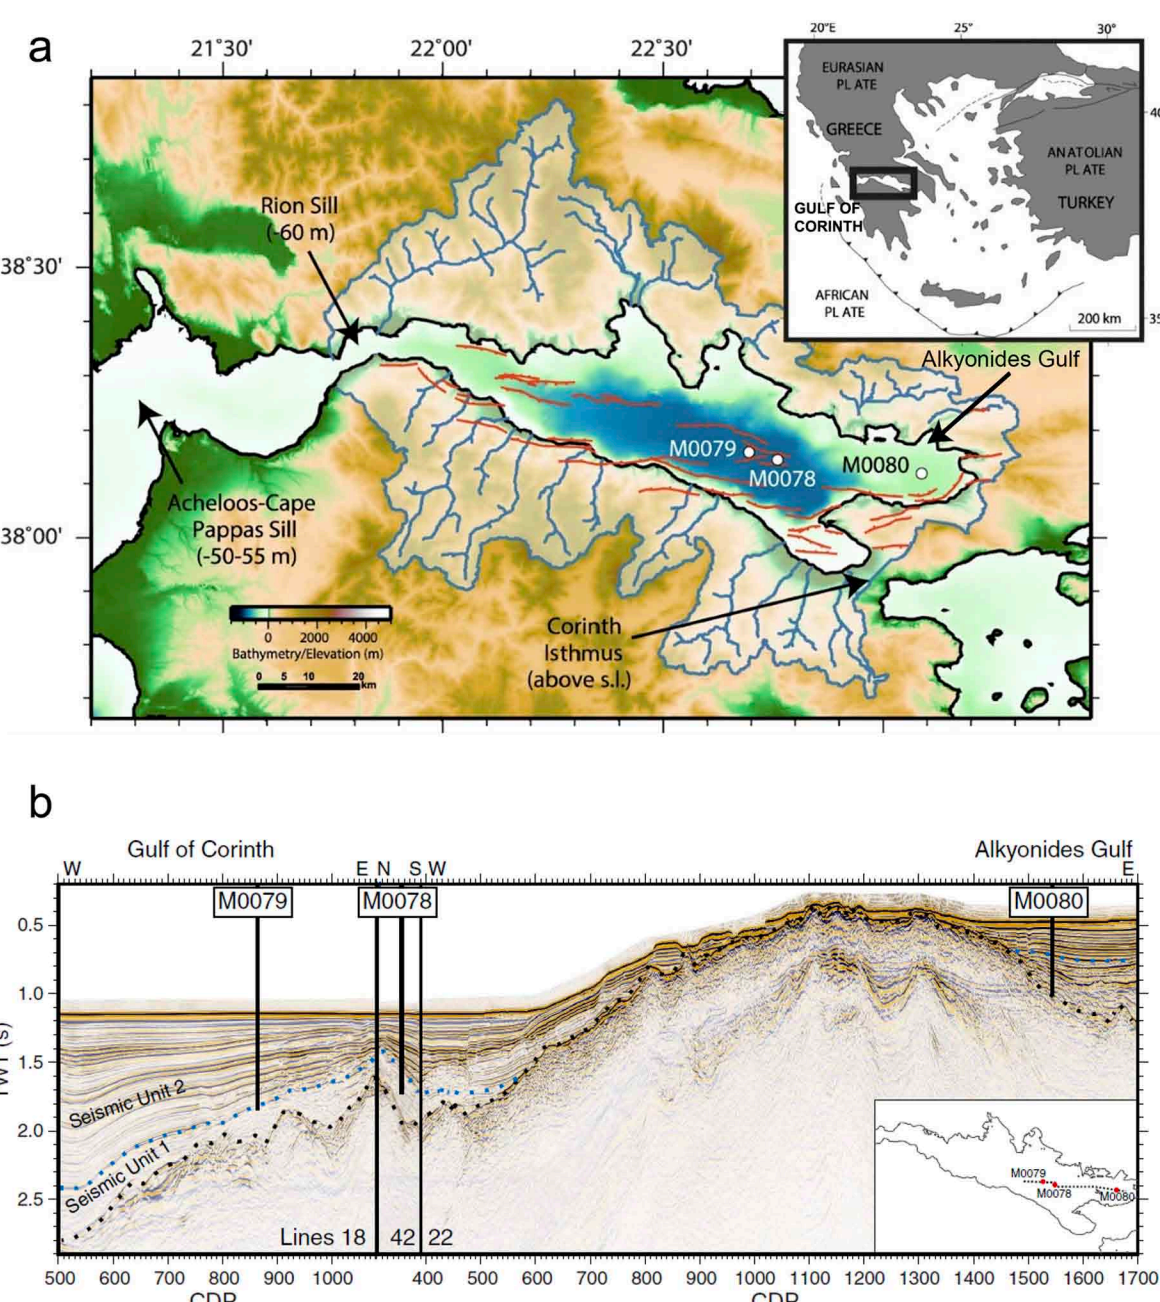 a
21°30'
22°00'
22°30'
20°E
25°
30°
EURASIAN
PLATE
GREECE
ANATOLIAN
PLATE
TURKEY
GULF OF
CORINTH
AFRICAN
PLATE
200 km
40
35
38°30'
38°00'
Rion Sill
(-60 m)
Alkyonides Gulf
M0079
M0078
M0080
Acheloos-Cape
Pappas Sill
(-50-55 m)
Corinth
Isthmus
(above s.l.)
0 2000 4000
Bathymetry/Elevation (m)
0 5 10 20 km
b
Gulf of Corinth
Alkyonides Gulf
W E N S W E
M0079 M0078 M0080
0.5
1.0
1.5
2.0
2.5
TWT (s)
Seismic Unit 2
Seismic Unit 1
Lines 18 42 22
M0079
M0078
M0080
500 600 700 800 900 1000 400 500 600 700 800 900 1000 1100 1200 1300 1400 1500 1600 1700
CDP CDP